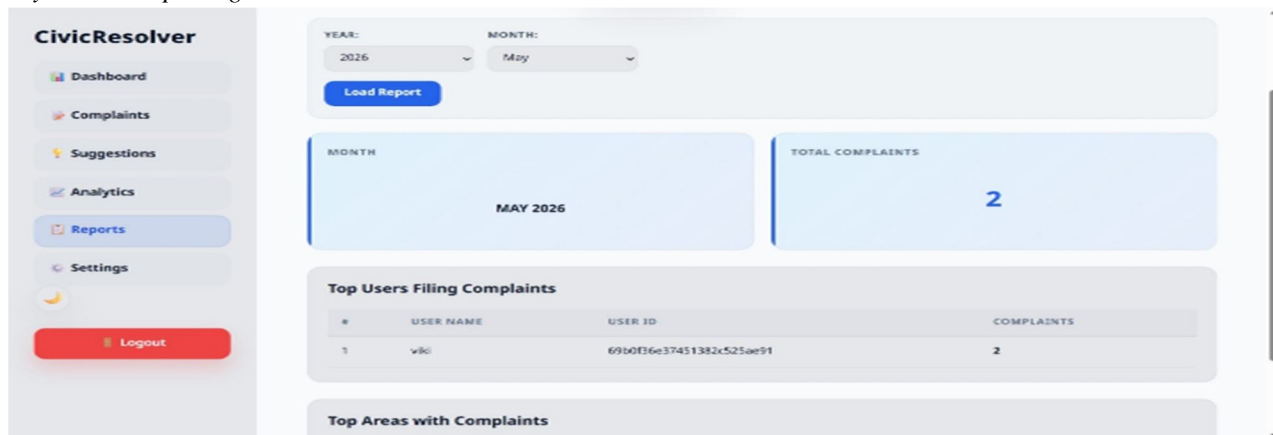 CivicResolver
Dashboard
Complaints
Suggestions
Analytics
Reports
Settings
Logout
YEAR: MONTH:
2026 May
Load Report
MONTH
MAY 2026
TOTAL COMPLAINTS
2
Top Users Filing Complaints
# USER NAME USER ID COMPLAINTS
1 viki 69b0f36e37451382c525ae91 2
Top Areas with Complaints